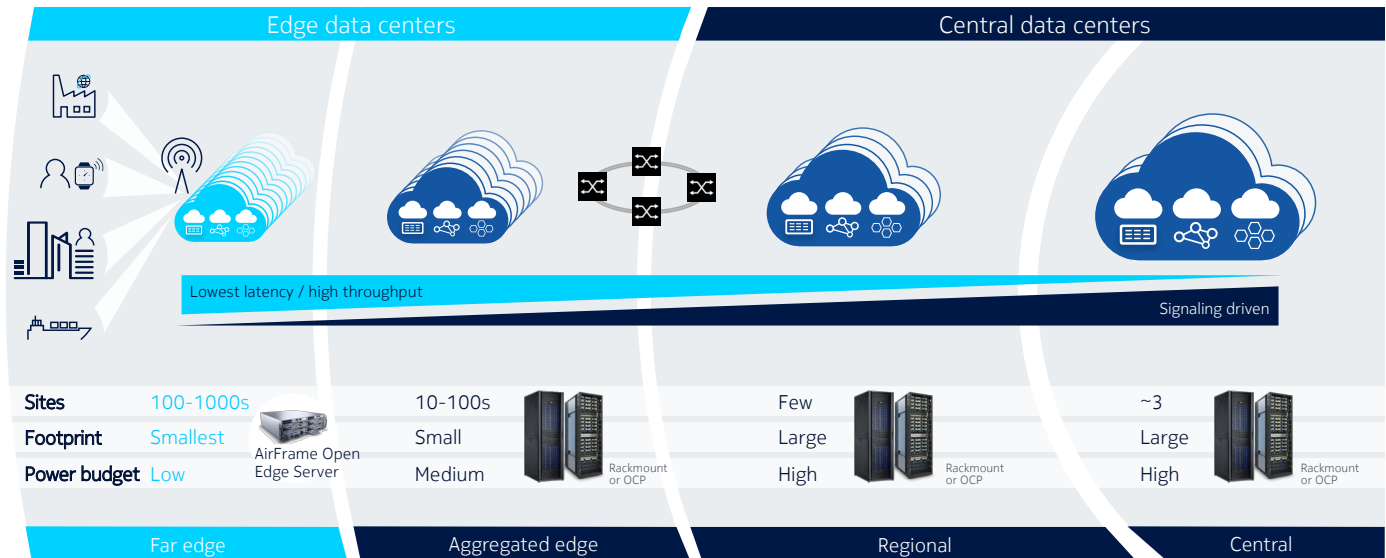 Edge data centers
Central data centers
Lowest latency / high throughput
Signaling driven
Sites 100-1000s 10-100s Few ~3
Footprint Smallest Small Large Large
Power budget Low Medium High High
AirFrame Open
Edge Server
Rackmount
or OCP
Rackmount
or OCP
Rackmount
or OCP
Far edge
Aggregated edge
Regional
Central